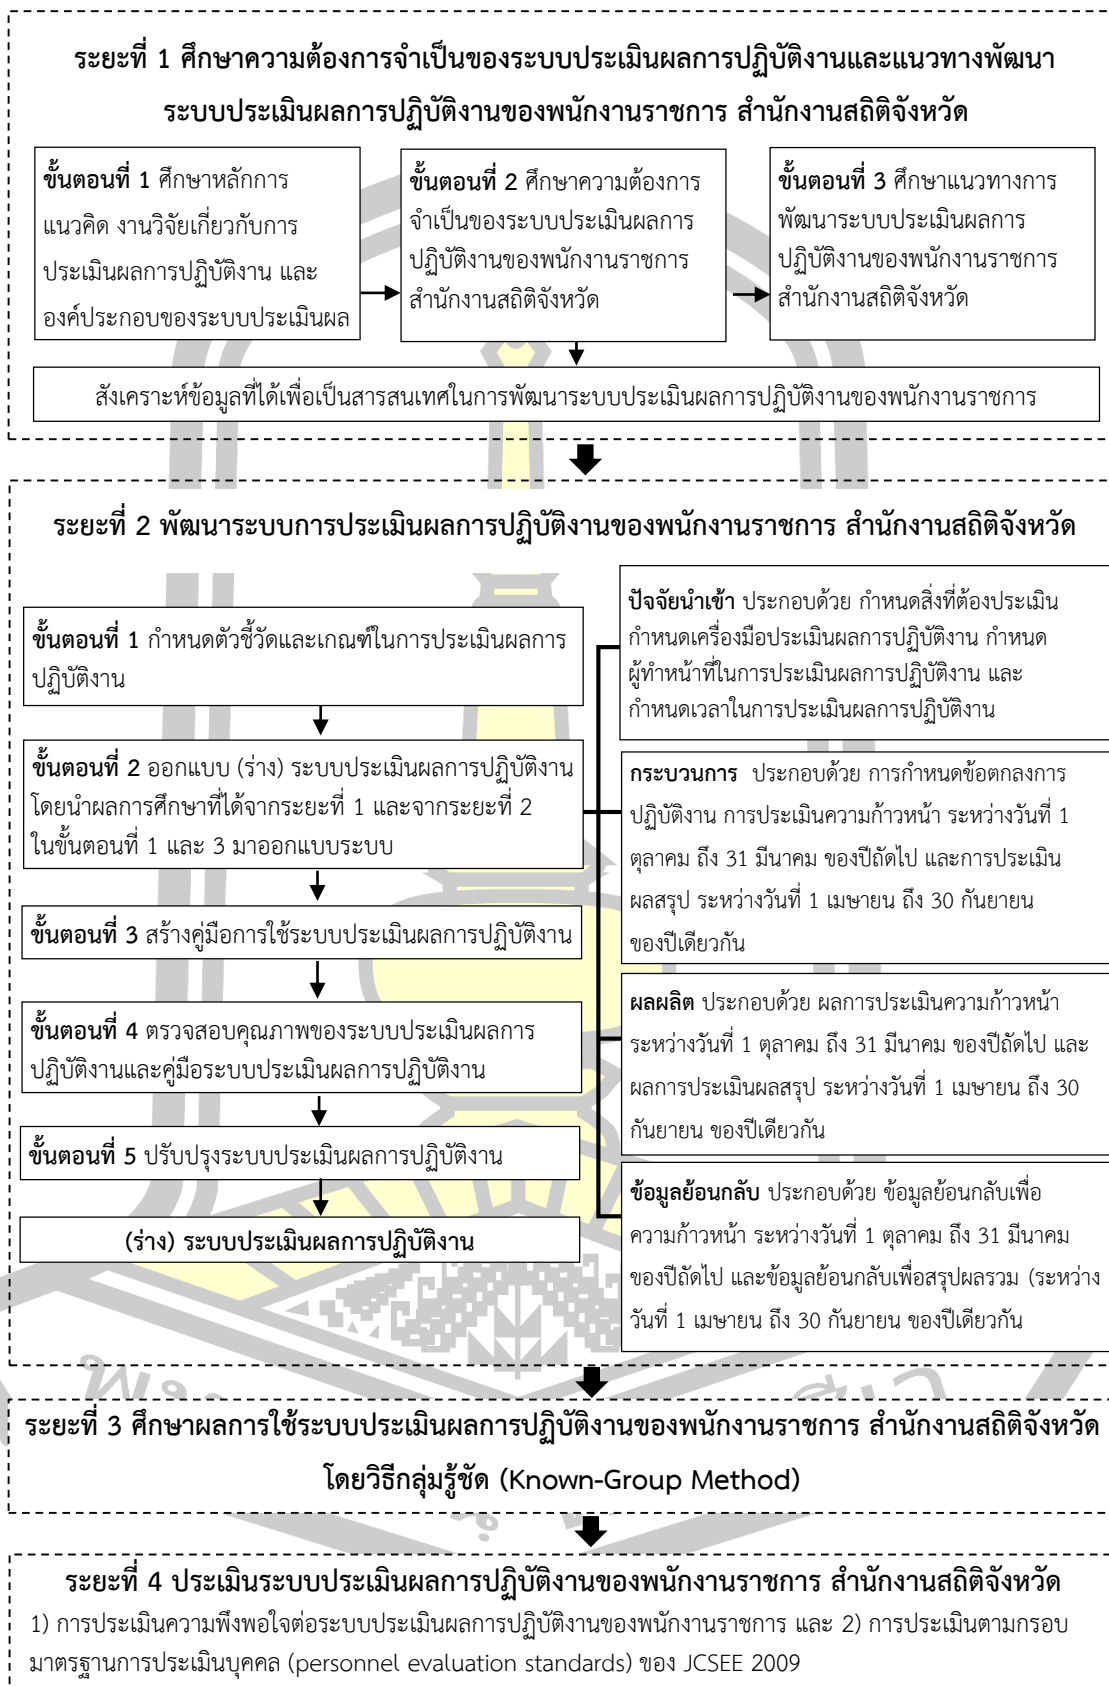 ระยะที่ 1 ศึกษาความต้องการจำเป็นของระบบประเมินผลการปฏิบัติงานและแนวทางพัฒนา
ระบบประเมินผลการปฏิบัติงานของพนักงานราชการ สำนักงานสถิติจังหวัด
ขั้นตอนที่ 1 ศึกษาหลักการ
แนวคิด งานวิจัยเกี่ยวกับการ
ประเมินผลการปฏิบัติงาน และ
องค์ประกอบของระบบประเมินผล
ขั้นตอนที่ 2 ศึกษาความต้องการ
จำเป็นของระบบประเมินผลการ
ปฏิบัติงานของพนักงานราชการ
สำนักงานสถิติจังหวัด
ขั้นตอนที่ 3 ศึกษาแนวทางการ
พัฒนาระบบประเมินผลการ
ปฏิบัติงานของพนักงานราชการ
สำนักงานสถิติจังหวัด
สังเคราะห์ข้อมูลที่ได้เพื่อเป็นสารสนเทศในการพัฒนาระบบประเมินผลการปฏิบัติงานของพนักงานราชการ
ระยะที่ 2 พัฒนาระบบการประเมินผลการปฏิบัติงานของพนักงานราชการ สำนักงานสถิติจังหวัด
ขั้นตอนที่ 1 กำหนดตัวชี้วัดและเกณฑ์ในการประเมินผลการ
ปฏิบัติงาน
ขั้นตอนที่ 2 ออกแบบ (ร่าง) ระบบประเมินผลการปฏิบัติงาน
โดยนำผลการศึกษาที่ได้จากระยะที่ 1 และจากระยะที่ 2
ในขั้นตอนที่ 1 และ 3 มาออกแบบระบบ
ขั้นตอนที่ 3 สร้างคู่มือการใช้ระบบประเมินผลการปฏิบัติงาน
ขั้นตอนที่ 4 ตรวจสอบคุณภาพของระบบประเมินผลการ
ปฏิบัติงานและคู่มือระบบประเมินผลการปฏิบัติงาน
ขั้นตอนที่ 5 ปรับปรุงระบบประเมินผลการปฏิบัติงาน
(ร่าง) ระบบประเมินผลการปฏิบัติงาน
ปัจจัยนำเข้า ประกอบด้วย กำหนดสิ่งที่ต้องประเมิน
กำหนดเครื่องมือประเมินผลการปฏิบัติงาน กำหนด
ผู้ทำหน้าที่ในการประเมินผลการปฏิบัติงาน และ
กำหนดเวลาในการประเมินผลการปฏิบัติงาน
กระบวนการ ประกอบด้วย การกำหนดข้อตกลงการ
ปฏิบัติงาน การประเมินความก้าวหน้า ระหว่างวันที่ 1
ตุลาคม ถึง 31 มีนาคม ของปีถัดไป และการประเมิน
ผลสรุป ระหว่างวันที่ 1 เมษายน ถึง 30 กันยายน
ของปีเดียวกัน
ผลผลิต ประกอบด้วย ผลการประเมินความก้าวหน้า
ระหว่างวันที่ 1 ตุลาคม ถึง 31 มีนาคม ของปีถัดไป และ
ผลการประเมินผลสรุป ระหว่างวันที่ 1 เมษายน ถึง 30
กันยายน ของปีเดียวกัน
ข้อมูลย้อนกลับ ประกอบด้วย ข้อมูลย้อนกลับเพื่อ
ความก้าวหน้า ระหว่างวันที่ 1 ตุลาคม ถึง 31 มีนาคม
ของปีถัดไป และข้อมูลย้อนกลับเพื่อสรุปผลรวม (ระหว่าง
วันที่ 1 เมษายน ถึง 30 กันยายน ของปีเดียวกัน
ระยะที่ 3 ศึกษาผลการใช้ระบบประเมินผลการปฏิบัติงานของพนักงานราชการ สำนักงานสถิติจังหวัด
โดยวิธีกลุ่มรู้ชัด (Known-Group Method)
ระยะที่ 4 ประเมินระบบประเมินผลการปฏิบัติงานของพนักงานราชการ สำนักงานสถิติจังหวัด
1) การประเมินความพึงพอใจต่อระบบประเมินผลการปฏิบัติงานของพนักงานราชการ และ 2) การประเมินตามกรอบ
มาตรฐานการประเมินบุคคล (personnel evaluation standards) ของ JCSEE 2009